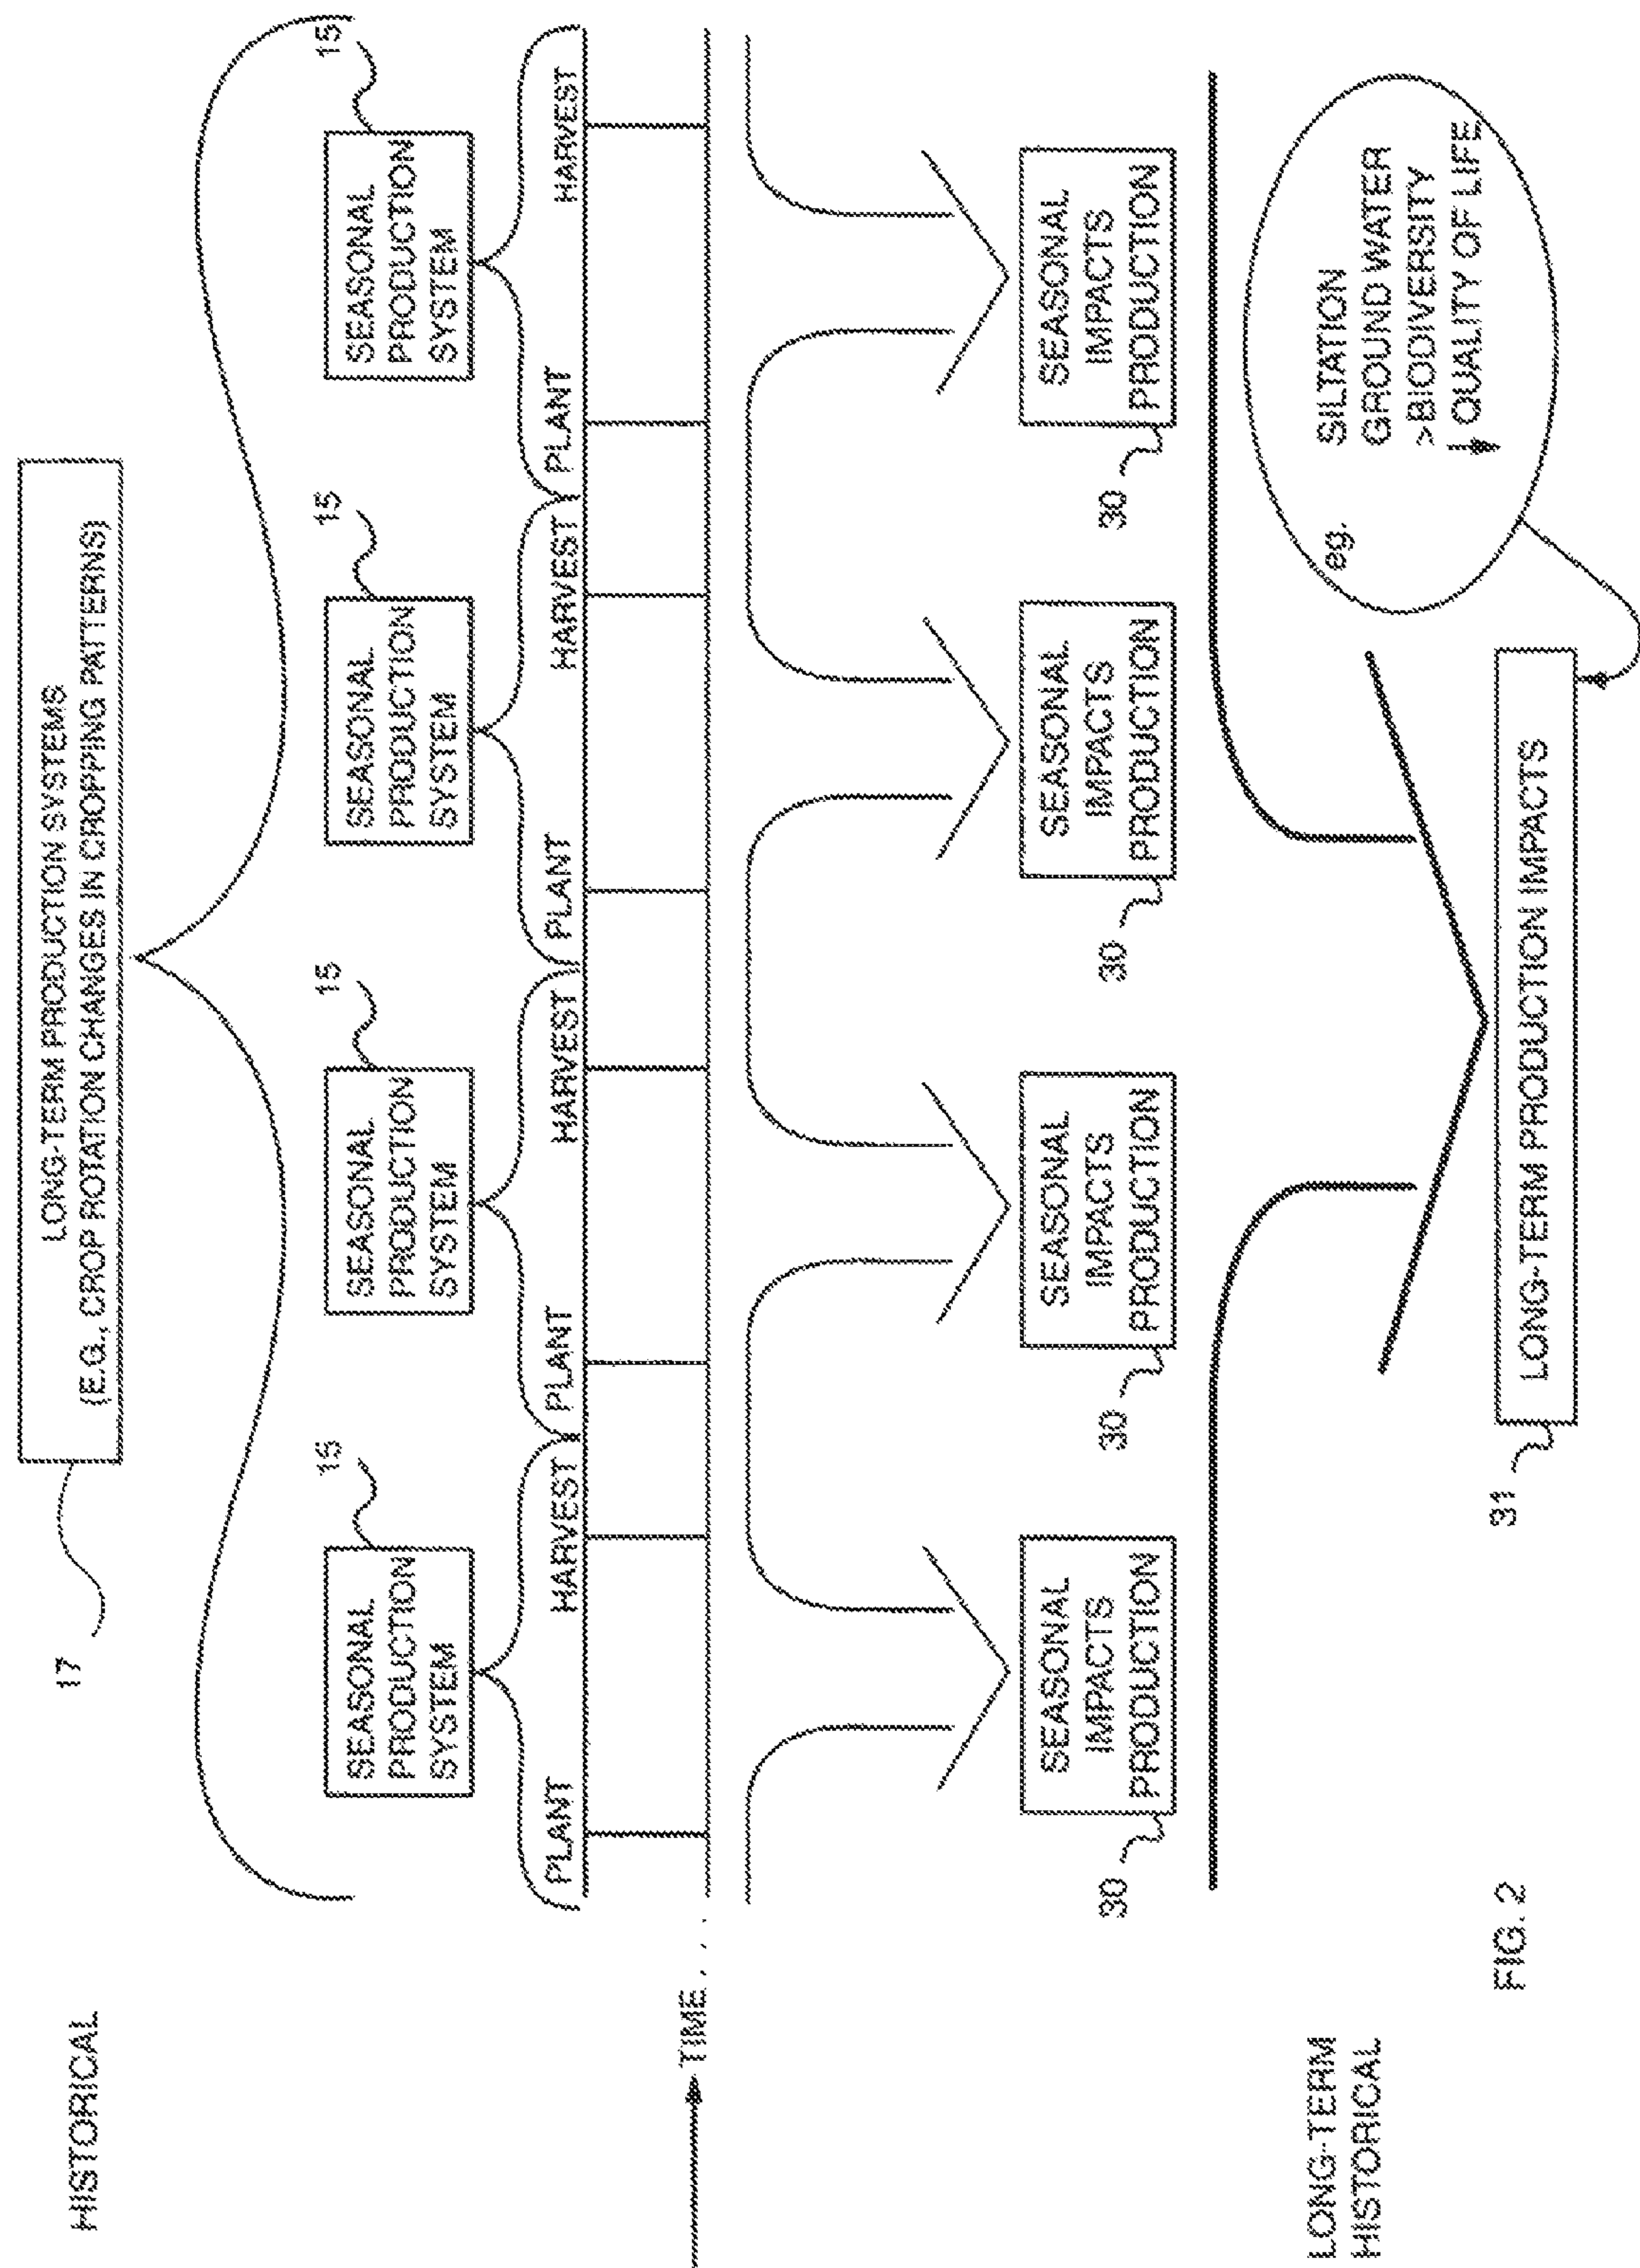 HISTORICAL
17
LONG-TERM PRODUCTION SYSTEMS
(E.G., CROP ROTATION CHANGES IN CROPPING PATTERNS)
SEASONAL
PRODUCTION
SYSTEM
15
SEASONAL
PRODUCTION
SYSTEM
15
SEASONAL
PRODUCTION
SYSTEM
15
SEASONAL
PRODUCTION
SYSTEM
15
PLANT
HARVEST
PLANT
HARVEST
PLANT
HARVEST
PLANT
HARVEST
TIME . . .
SEASONAL
IMPACTS
PRODUCTION
30
SEASONAL
IMPACTS
PRODUCTION
30
SEASONAL
IMPACTS
PRODUCTION
30
SEASONAL
IMPACTS
PRODUCTION
30
LONG-TERM
HISTORICAL
eg.
SILTATION
GROUND WATER
>BIODIVERSITY
↓ QUALITY OF LIFE
31
LONG-TERM PRODUCTION IMPACTS
FIG. 2